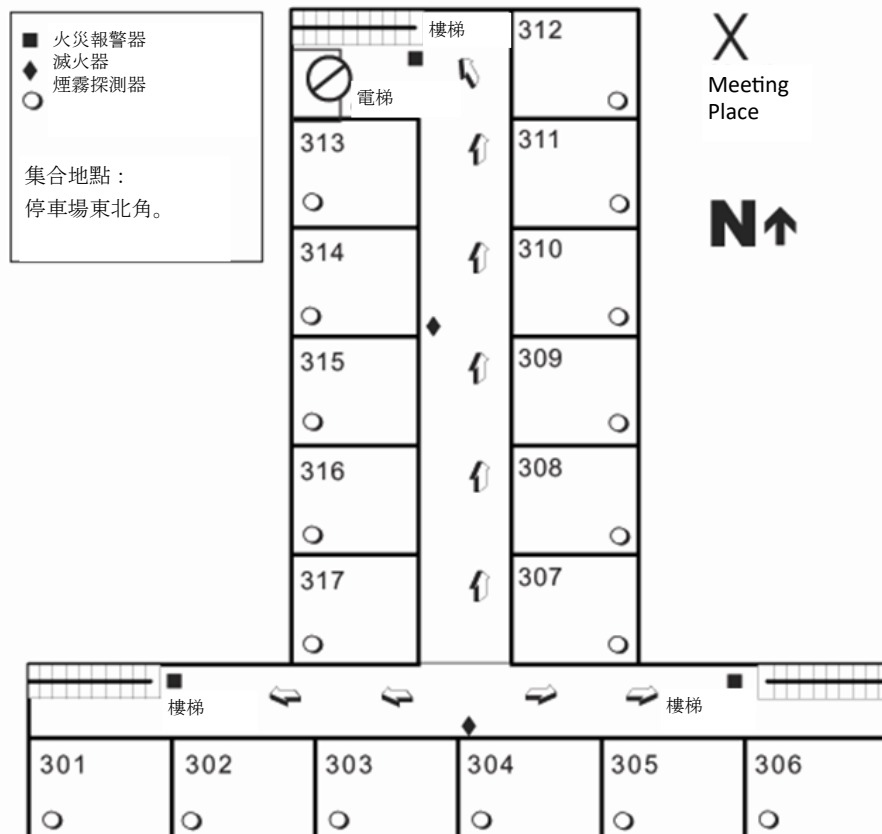 火災報警器
滅火器
煙霧探測器
集合地點：
停車場東北角。
樓梯
電梯
312
X
Meeting
Place
N
313
311
314
310
315
309
316
308
317
307
樓梯
樓梯
301
302
303
304
305
306